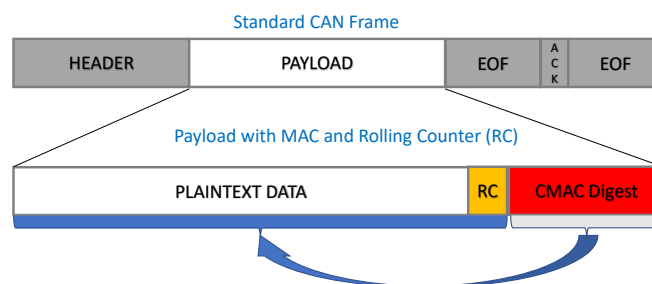 Standard CAN Frame
HEADER PAYLOAD EOF ACK EOF
Payload with MAC and Rolling Counter (RC)
PLAINTEXT DATA RC CMAC Digest